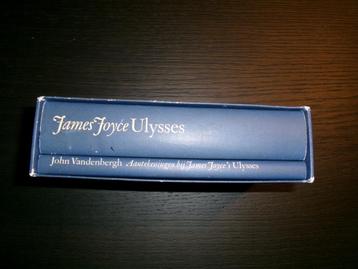 James Joyce Ulysses
John Vandenbergh Aantekeningen bij James Joyce's Ulysses